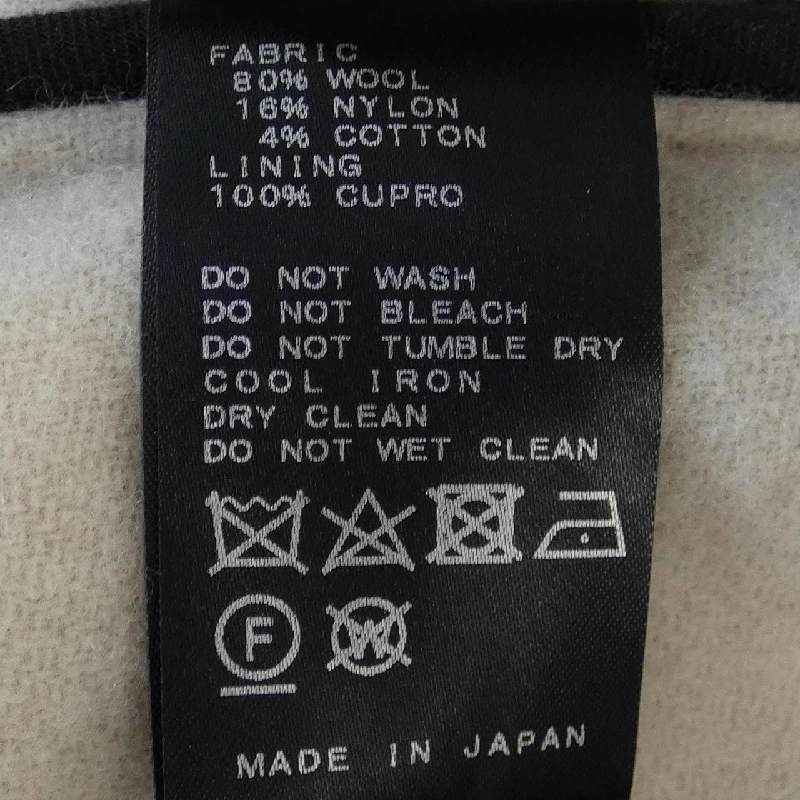 FABRIC
80% WOOL
16% NYLON
4% COTTON
LINING
100% CUPRO
DO NOT WASH
DO NOT BLEACH
DO NOT TUMBLE DRY
COOL IRON
DRY CLEAN
DO NOT WET CLEAN
F W
MADE IN JAPAN